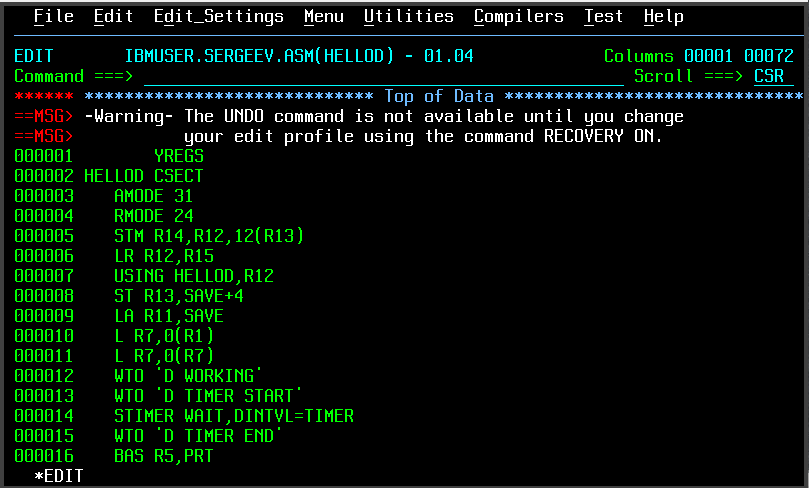 File  Edit  Edit_Settings  Menu  Utilities  Compilers  Test  Help
EDIT       IBMUSER.SERGEEV.ASM(HELLOD) - 01.04             Columns 00001 00072
Command ===>                                                  Scroll ===> CSR
****** ***************************** Top of Data ******************************
==MSG> -Warning- The UNDO command is not available until you change
==MSG>           your edit profile using the command RECOVERY ON.
000001        YREGS
000002 HELLOD CSECT
000003    AMODE 31
000004    RMODE 24
000005    STM R14,R12,12(R13)
000006    LR R12,R15
000007    USING HELLOD,R12
000008    ST R13,SAVE+4
000009    LA R11,SAVE
000010    L R7,0(R1)
000011    L R7,0(R7)
000012    WTO 'D WORKING'
000013    WTO 'D TIMER START'
000014    STIMER WAIT,DINTVL=TIMER
000015    WTO 'D TIMER END'
000016    BAS R5,PRT
*EDIT